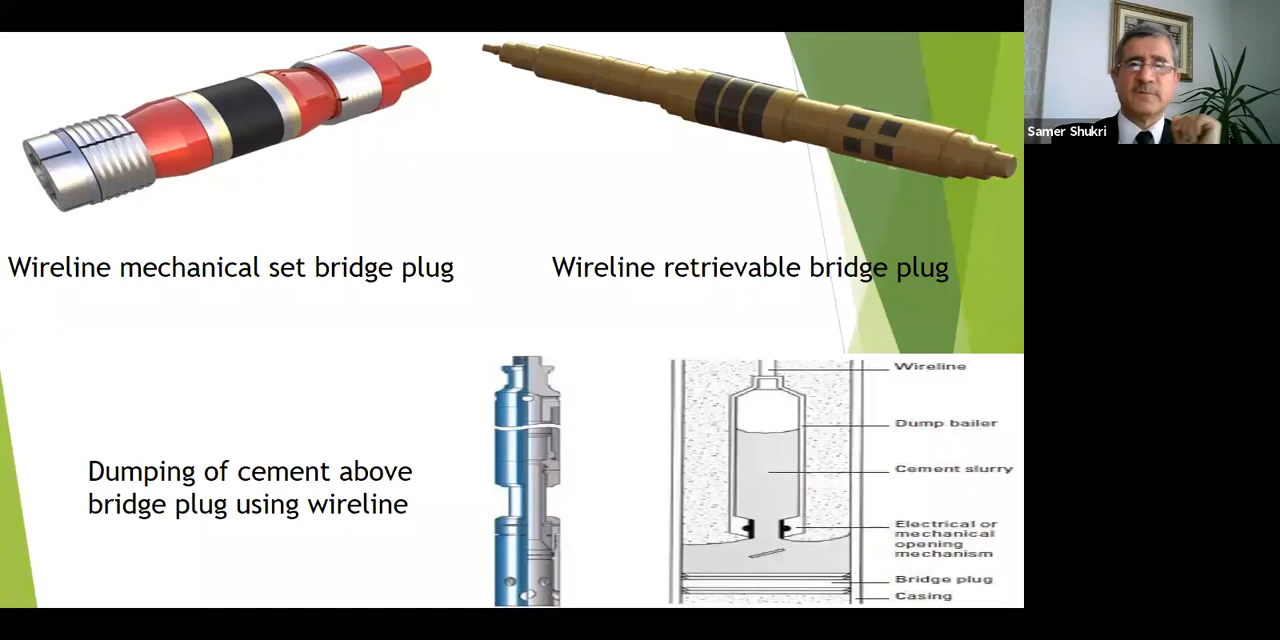 Samer Shukri
Wireline mechanical set bridge plug
Wireline retrievable bridge plug
Dumping of cement above
bridge plug using wireline
Wireline
Dump bailer
Cement slurry
Electrical or
mechanical
opening
mechanism
Bridge plug
Casing